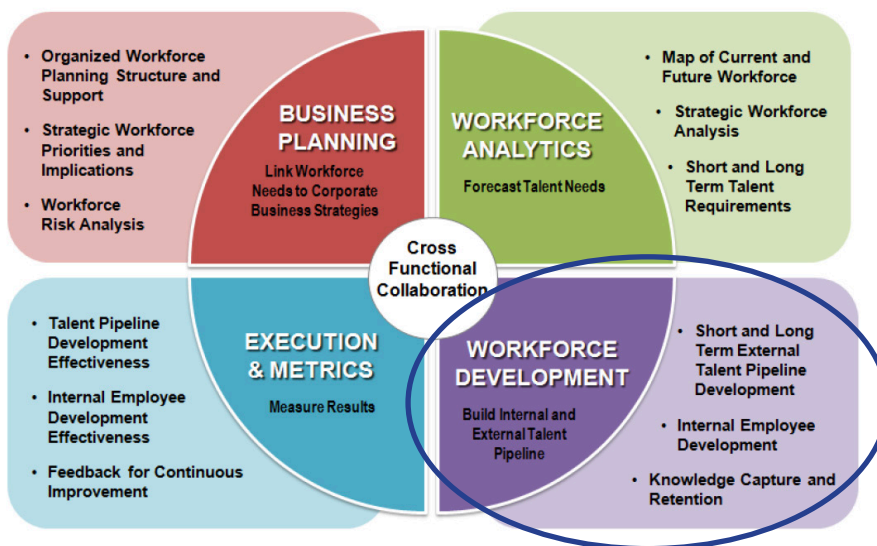 • Organized Workforce
Planning Structure and
Support
• Strategic Workforce
Priorities and
Implications
• Workforce
Risk Analysis
BUSINESS
PLANNING
Link Workforce
Needs to Corporate
Business Strategies
WORKFORCE
ANALYTICS
Forecast Talent Needs
• Map of Current and
Future Workforce
• Strategic Workforce
Analysis
• Short and Long
Term Talent
Requirements
Cross
Functional
Collaboration
• Talent Pipeline
Development
Effectiveness
• Internal Employee
Development
Effectiveness
• Feedback for Continuous
Improvement
EXECUTION
& METRICS
Measure Results
WORKFORCE
DEVELOPMENT
Build Internal and
External Talent
Pipeline
• Short and Long
Term External
Talent Pipeline
Development
• Internal Employee
Development
• Knowledge Capture and
Retention